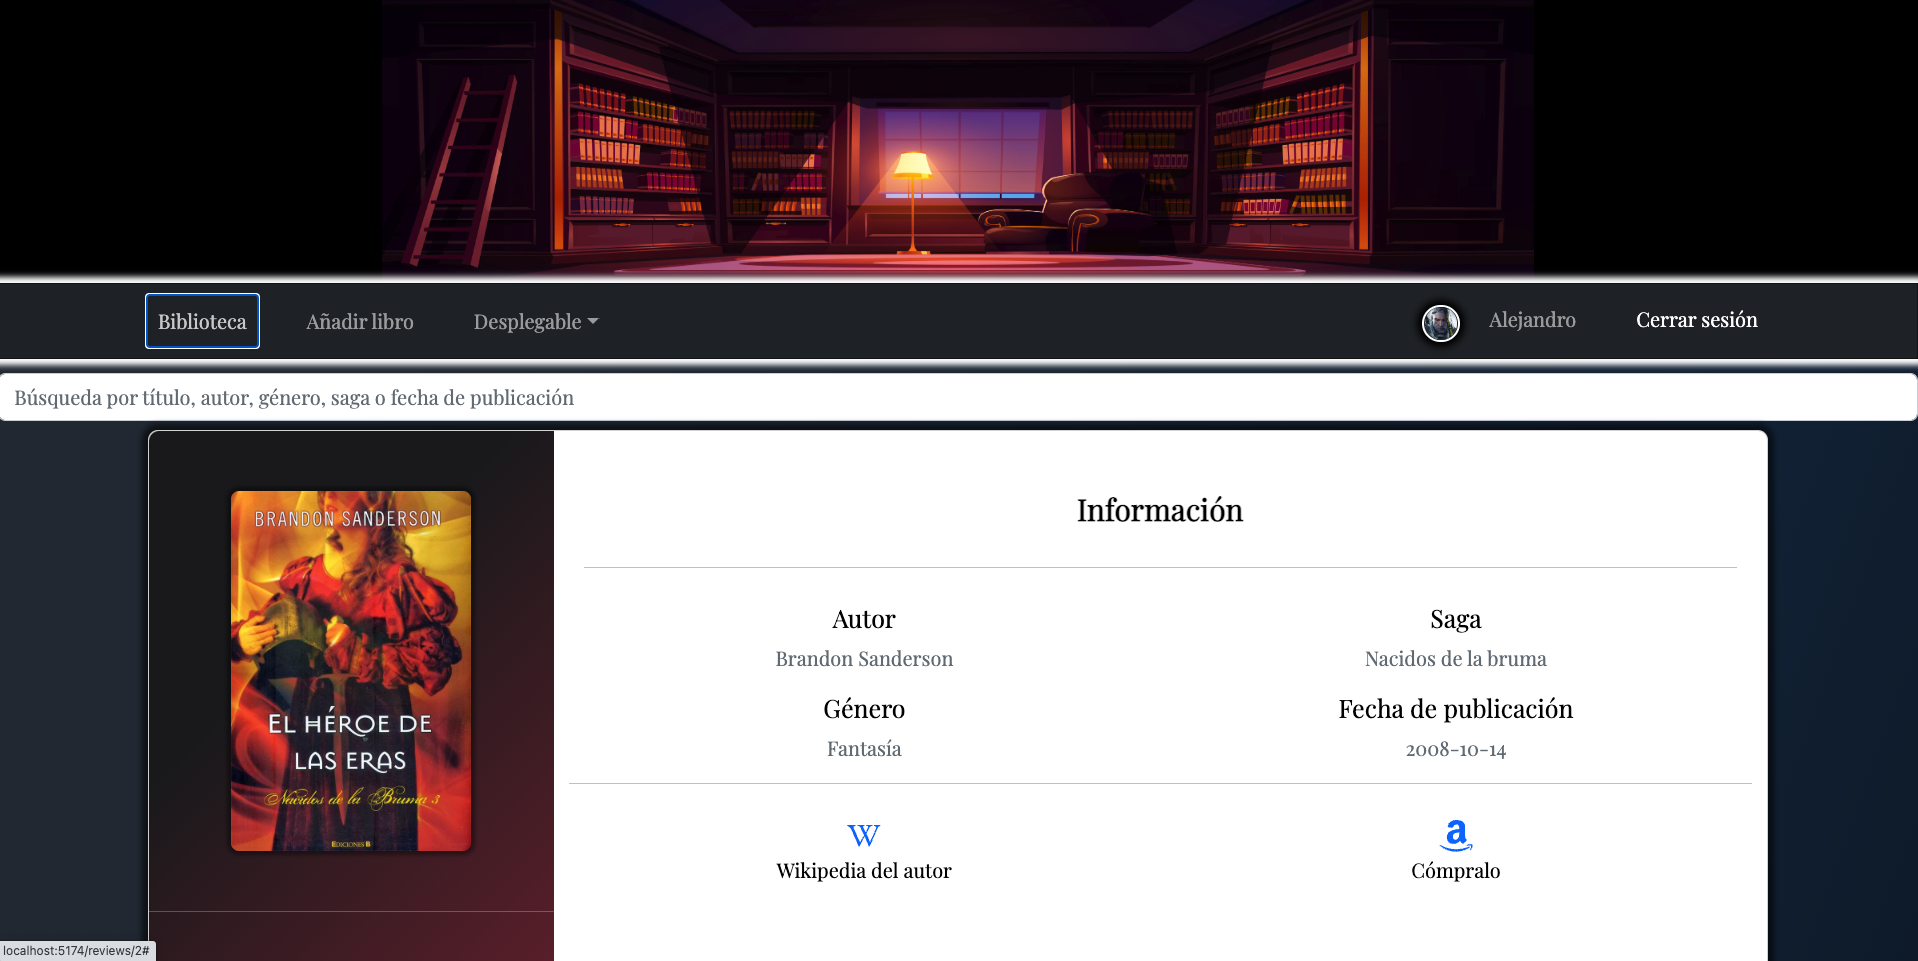 Biblioteca
Añadir libro
Desplegable
Alejandro
Cerrar sesión
Búsqueda por título, autor, género, saga o fecha de publicación
BRANDON SANDERSON
EL HÉROE DE
LAS ERAS
Nacidos de la Bruma 3
EDICIONES B
Información
Autor
Saga
Brandon Sanderson
Nacidos de la bruma
Género
Fecha de publicación
Fantasía
2008-10-14
W
a
Wikipedia del autor
Cómpralo
localhost:5174/reviews/2#